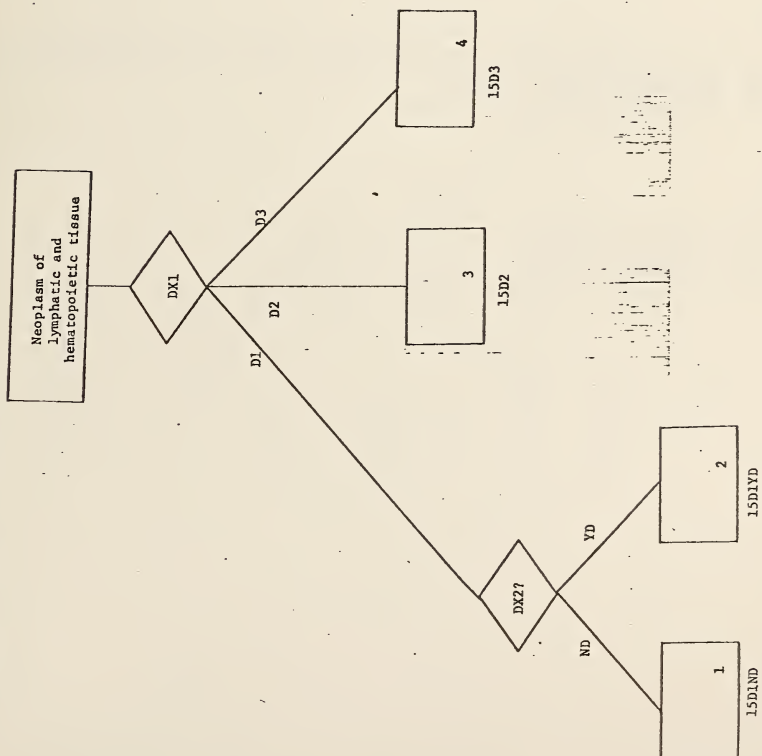 Neoplasm of
lymphatic and
hematopoietic tissue
DX1
D1
D2
D3
DX2?
ND
YD
1
15D1ND
2
15D1YD
3
15D2
4
15D3